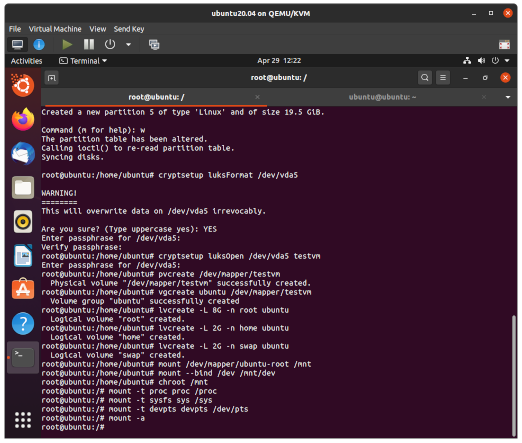 ubuntu20.04 on QEMU/KVM
File Virtual Machine View Send Key
Activities Terminal Apr 29 12:22
root@ubuntu: /
root@ubuntu: / ubuntu@ubuntu: ~
Created a new partition 5 of type 'Linux' and of size 19.5 GiB.
Command (m for help): w
The partition table has been altered.
Calling ioctl() to re-read partition table.
Syncing disks.
root@ubuntu:/home/ubuntu# cryptsetup luksFormat /dev/vda5
WARNING!
========
This will overwrite data on /dev/vda5 irrevocably.
Are you sure? (Type uppercase yes): YES
Enter passphrase for /dev/vda5:
Verify passphrase:
root@ubuntu:/home/ubuntu# cryptsetup luksOpen /dev/vda5 testvm
Enter passphrase for /dev/vda5:
root@ubuntu:/home/ubuntu# pvcreate /dev/mapper/testvm
Physical volume "/dev/mapper/testvm" successfully created.
root@ubuntu:/home/ubuntu# vgcreate ubuntu /dev/mapper/testvm
Volume group "ubuntu" successfully created
root@ubuntu:/home/ubuntu# lvcreate -L 8G -n root ubuntu
Logical volume "root" created.
root@ubuntu:/home/ubuntu# lvcreate -L 2G -n home ubuntu
Logical volume "home" created.
root@ubuntu:/home/ubuntu# lvcreate -L 2G -n swap ubuntu
Logical volume "swap" created.
root@ubuntu:/home/ubuntu# mount /dev/mapper/ubuntu-root /mnt
root@ubuntu:/home/ubuntu# mount --bind /dev /mnt/dev
root@ubuntu:/home/ubuntu# chroot /mnt
root@ubuntu:/# mount -t proc proc /proc
root@ubuntu:/# mount -t sysfs sys /sys
root@ubuntu:/# mount -t devpts devpts /dev/pts
root@ubuntu:/# mount -a
root@ubuntu:/#